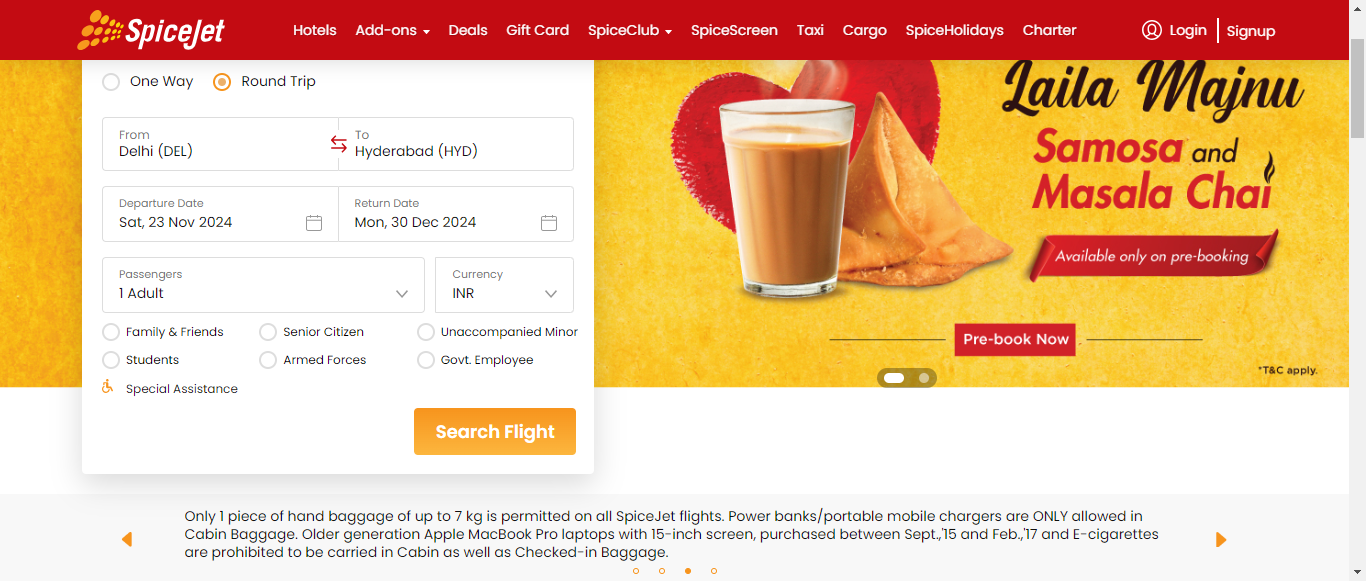 SpiceJet
Hotels Add-ons Deals Gift Card SpiceClub SpiceScreen Taxi Cargo SpiceHolidays Charter Login Signup
One Way Round Trip
From
Delhi (DEL)
To
Hyderabad (HYD)
Departure Date
Sat, 23 Nov 2024
Return Date
Mon, 30 Dec 2024
Passengers
1 Adult
Currency
INR
Family & Friends Senior Citizen Unaccompanied Minor
Students Armed Forces Govt. Employee
Special Assistance
Search Flight
Laila Majnu
Samosa and
Masala Chai
Available only on pre-booking
Pre-book Now
*T&C apply.
Only 1 piece of hand baggage of up to 7 kg is permitted on all SpiceJet flights. Power banks/portable mobile chargers are ONLY allowed in
Cabin Baggage. Older generation Apple MacBook Pro laptops with 15-inch screen, purchased between Sept.,'15 and Feb.,'17 and E-cigarettes
are prohibited to be carried in Cabin as well as Checked-in Baggage.